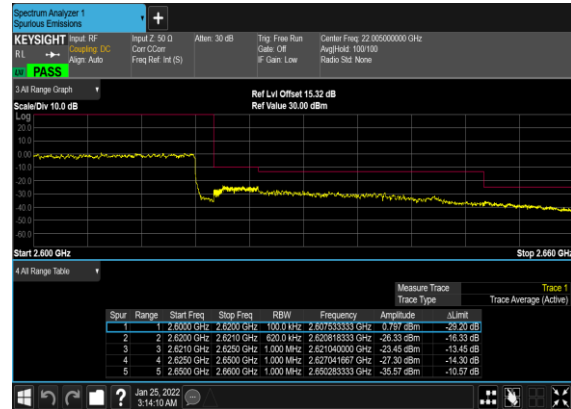 Spectrum Analyzer 1
Spurious Emissions
KEYSIGHT Input: RF Input Z: 50 Ω Atten: 30 dB Trig: Free Run Center Freq: 22.005000000 GHz
RL Coupling: DC Corr CCorr Gate: Off Avg|Hold: 100/100
Align: Auto Freq Ref: Int (S) IF Gain: Low Radio Std: None
PASS
3 All Range Graph
Ref Lvl Offset 15.32 dB
Scale/Div 10.0 dB Ref Value 30.00 dBm
Log
20.0
10.0
0.00
-10.0
-20.0
-30.0
-40.0
-50.0
-60.0
Start 2.600 GHz Stop 2.660 GHz
4 All Range Table
Measure Trace Trace 1
Trace Type Trace Average (Active)
Spur Range Start Freq Stop Freq RBW Frequency Amplitude ΔLimit
1 1 2.6000 GHz 2.6200 GHz 100.0 kHz 2.607533333 GHz 0.797 dBm -29.20 dB
2 2 2.6200 GHz 2.6210 GHz 620.0 kHz 2.620818333 GHz -26.33 dBm -16.33 dB
3 3 2.6210 GHz 2.6250 GHz 1.000 MHz 2.621040000 GHz -23.45 dBm -13.45 dB
4 4 2.6250 GHz 2.6500 GHz 1.000 MHz 2.627041667 GHz -27.30 dBm -14.30 dB
5 5 2.6500 GHz 2.6600 GHz 1.000 MHz 2.650283333 GHz -35.57 dBm -10.57 dB
? Jan 25, 2022
3:14:10 AM